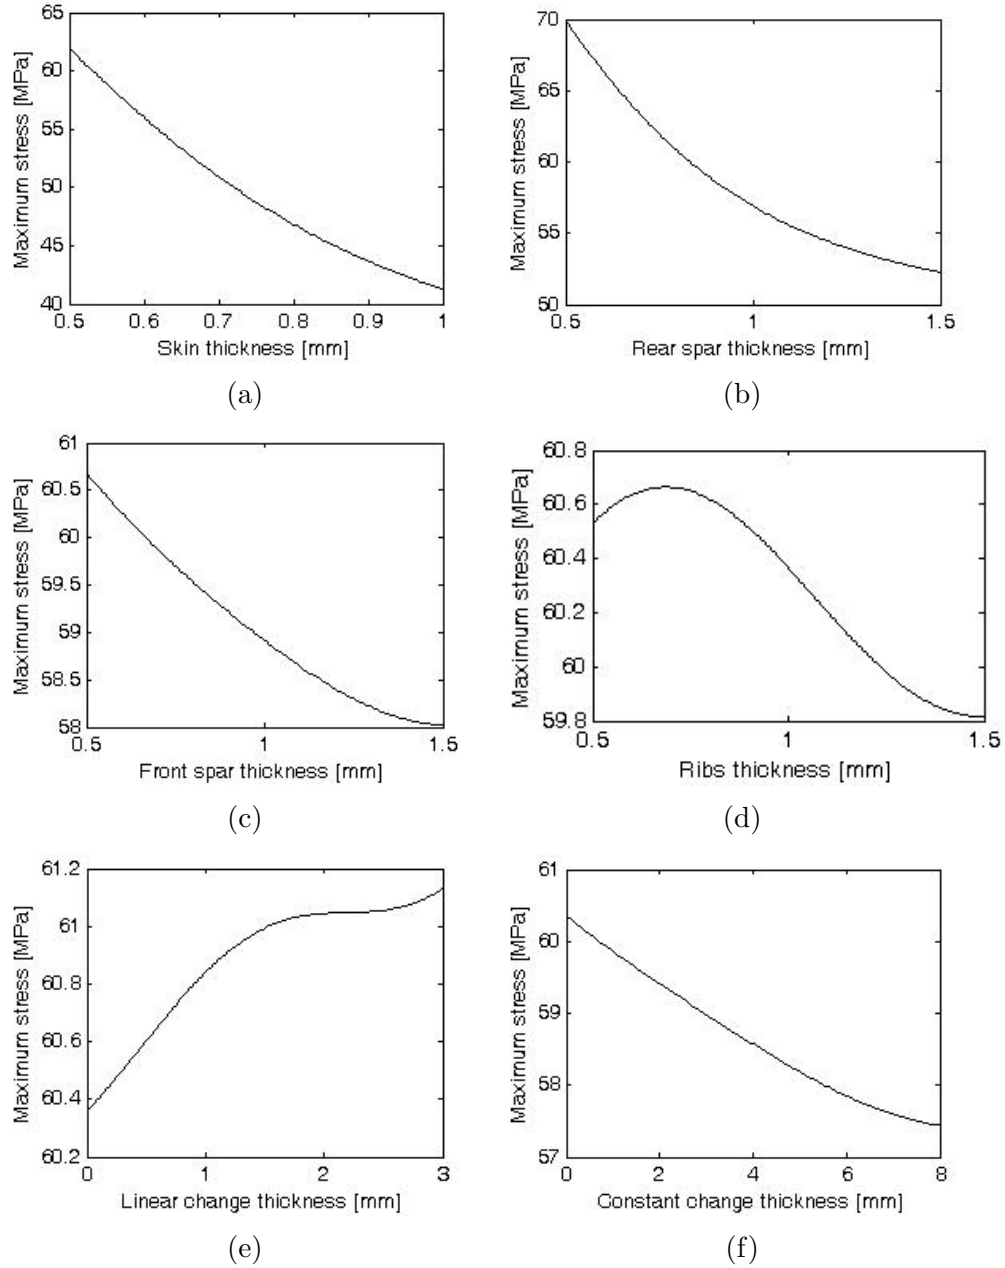 65
60
55
50
45
40
Maximum stress [MPa]
0.5 0.6 0.7 0.8 0.9 1
Skin thickness [mm]
(a)
70
65
60
55
50
Maximum stress [MPa]
0.5 1 1.5
Rear spar thickness [mm]
(b)
61
60.5
60
59.5
59
58.5
58
Maximum stress [MPa]
0.5 1 1.5
Front spar thickness [mm]
(c)
60.8
60.6
60.4
60.2
60
59.8
Maximum stress [MPa]
0.5 1 1.5
Ribs thickness [mm]
(d)
61.2
61
60.8
60.6
60.4
60.2
Maximum stress [MPa]
0 1 2 3
Linear change thickness [mm]
(e)
61
60
59
58
57
Maximum stress [MPa]
0 2 4 6 8
Constant change thickness [mm]
(f)